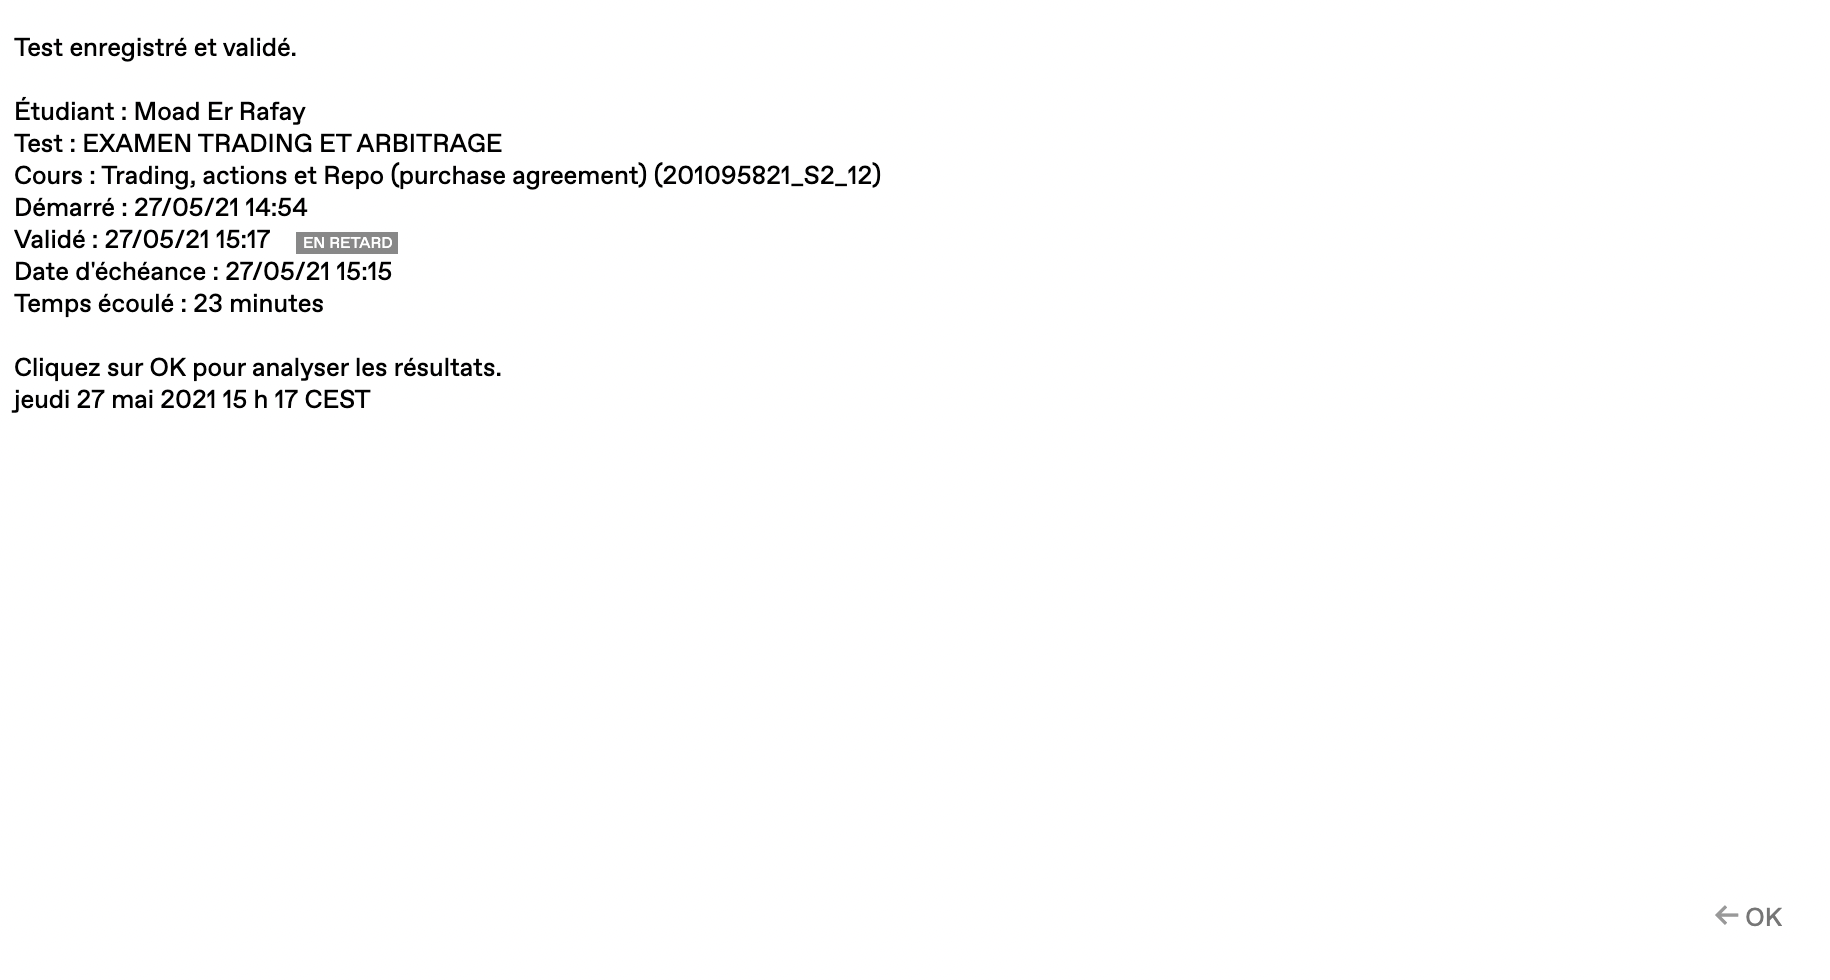 Test enregistré et validé.
Étudiant : Moad Er Rafay
Test : EXAMEN TRADING ET ARBITRAGE
Cours : Trading, actions et Repo (purchase agreement) (201095821_S2_12)
Démarré : 27/05/21 14:54
Validé : 27/05/21 15:17 EN RETARD
Date d'échéance : 27/05/21 15:15
Temps écoulé : 23 minutes
Cliquez sur OK pour analyser les résultats.
jeudi 27 mai 2021 15 h 17 CEST
← OK